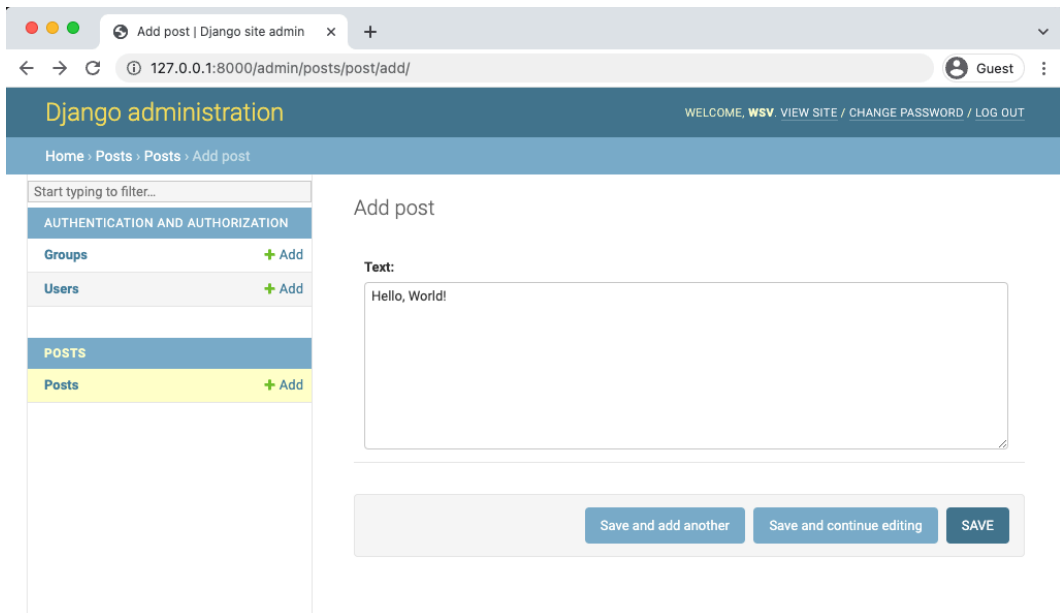 Add post | Django site admin
127.0.0.1:8000/admin/posts/post/add/
Guest
Django administration
WELCOME, WSV. VIEW SITE / CHANGE PASSWORD / LOG OUT
Home › Posts › Posts › Add post
Start typing to filter…
AUTHENTICATION AND AUTHORIZATION
Groups + Add
Users + Add
POSTS
Posts + Add
Add post
Text:
Hello, World!
Save and add another Save and continue editing SAVE